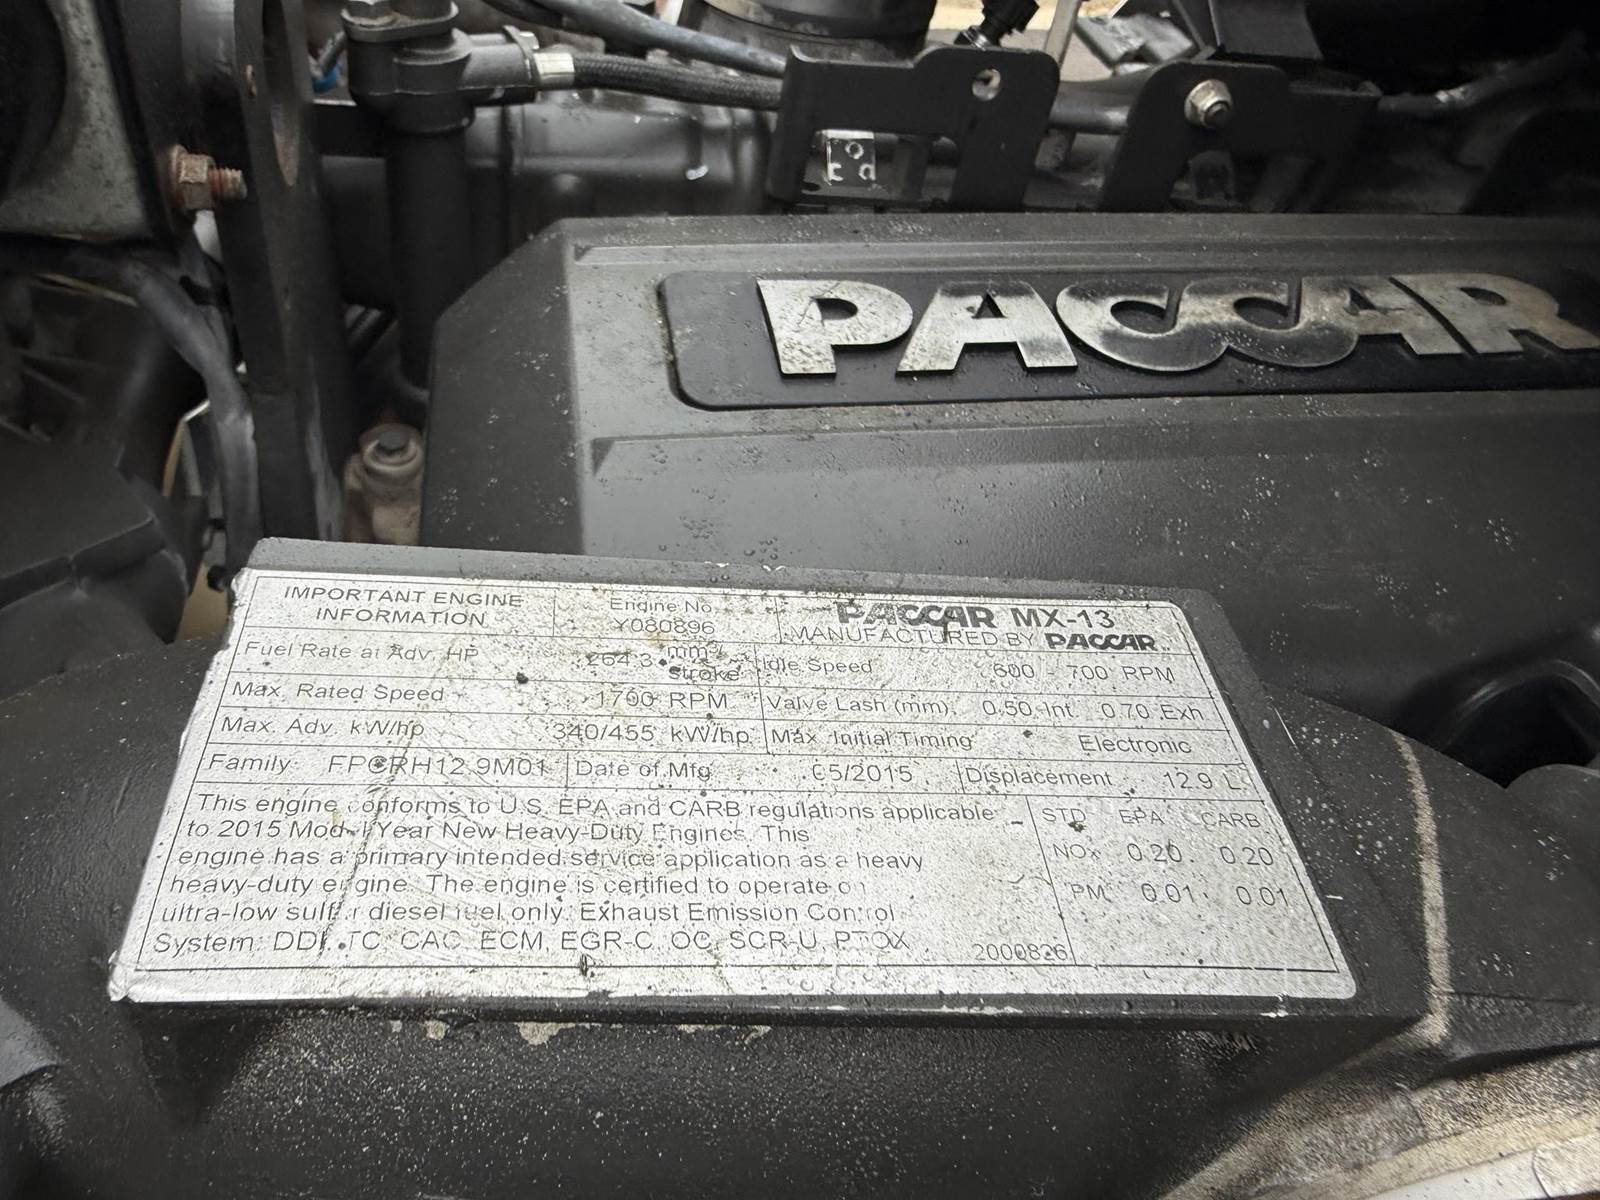 PACCAR
IMPORTANT ENGINE
INFORMATION
Engine No.
Y080896
PACCAR MX-13
MANUFACTURED BY PACCAR
Fuel Rate at Adv. HP 264.3 mm³/
stroke
Idle Speed 600 - 700 RPM
Max. Rated Speed 1700 RPM
Valve Lash (mm) 0.50 Int. 0.70 Exh.
Max. Adv. kW/hp 340/455 kW/hp
Max Initial Timing Electronic
Family: FPCRH12.9M01
Date of Mfg 05/2015
Displacement 12.9 L.
This engine conforms to U.S. EPA and CARB regulations applicable
to 2015 Model Year New Heavy-Duty Engines. This
engine has a primary intended service application as a heavy
heavy-duty engine. The engine is certified to operate on
ultra-low sulfur diesel fuel only. Exhaust Emission Control
System: DDI, TC, CAC, ECM, EGR-C, OC, SCR-U, PTOX
STD EPA CARB
NOx 0.20 0.20
PM 0.01 0.01
2000826